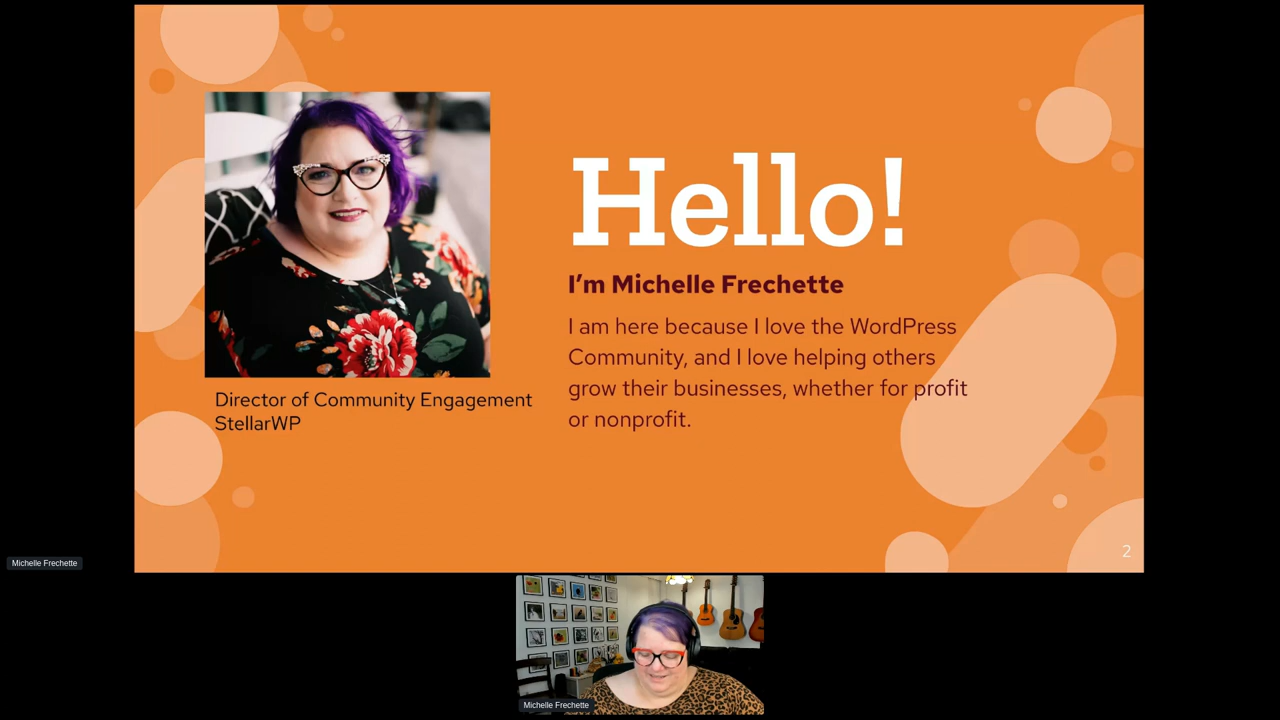 Hello!
I’m Michelle Frechette
I am here because I love the WordPress
Community, and I love helping others
grow their businesses, whether for profit
or nonprofit.
Director of Community Engagement
StellarWP
2
Michelle Frechette
Michelle Frechette